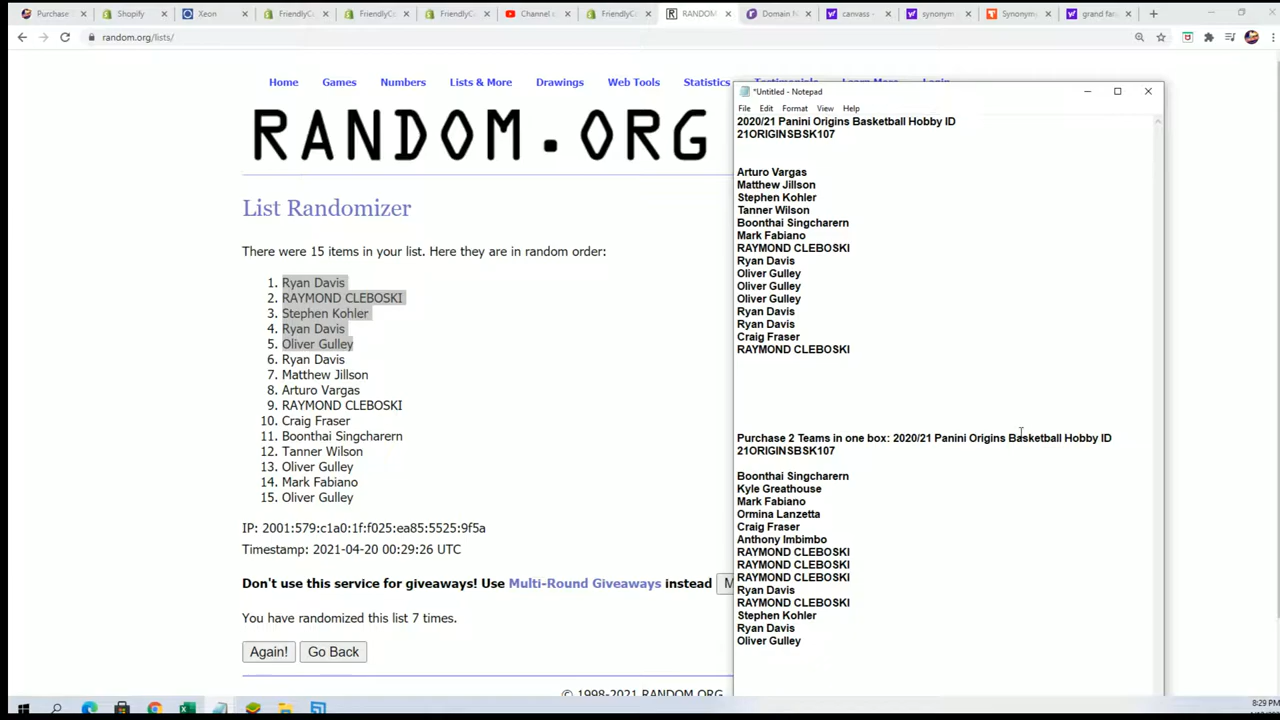 Purchase
Shopify
Xeon
FriendlyCo
FriendlyCo
FriendlyCo
Channel c
FriendlyCo
RANDOM
Domain N
canvass -
synonym
Synonym
grand fan
random.org/lists/
Home Games Numbers Lists & More Drawings Web Tools Statistics Testimonials Learn More Login
RANDOM.ORG
List Randomizer
There were 15 items in your list. Here they are in random order:
1. Ryan Davis
2. RAYMOND CLEBOSKI
3. Stephen Kohler
4. Ryan Davis
5. Oliver Gulley
6. Ryan Davis
7. Matthew Jillson
8. Arturo Vargas
9. RAYMOND CLEBOSKI
10. Craig Fraser
11. Boonthai Singcharern
12. Tanner Wilson
13. Oliver Gulley
14. Mark Fabiano
15. Oliver Gulley
IP: 2001:579:c1a0:1f:f025:ea85:5525:9f5a
Timestamp: 2021-04-20 00:29:26 UTC
Don't use this service for giveaways! Use Multi-Round Giveaways instead M
You have randomized this list 7 times.
Again! Go Back
© 1998-2021 RANDOM.ORG
*Untitled - Notepad
File Edit Format View Help
2020/21 Panini Origins Basketball Hobby ID
21ORIGINSBSK107
Arturo Vargas
Matthew Jillson
Stephen Kohler
Tanner Wilson
Boonthai Singcharern
Mark Fabiano
RAYMOND CLEBOSKI
Ryan Davis
Oliver Gulley
Oliver Gulley
Oliver Gulley
Ryan Davis
Ryan Davis
Craig Fraser
RAYMOND CLEBOSKI
Purchase 2 Teams in one box: 2020/21 Panini Origins Basketball Hobby ID
21ORIGINSBSK107
Boonthai Singcharern
Kyle Greathouse
Mark Fabiano
Ormina Lanzetta
Craig Fraser
Anthony Imbimbo
RAYMOND CLEBOSKI
RAYMOND CLEBOSKI
RAYMOND CLEBOSKI
Ryan Davis
RAYMOND CLEBOSKI
Stephen Kohler
Ryan Davis
Oliver Gulley
8:29 PM